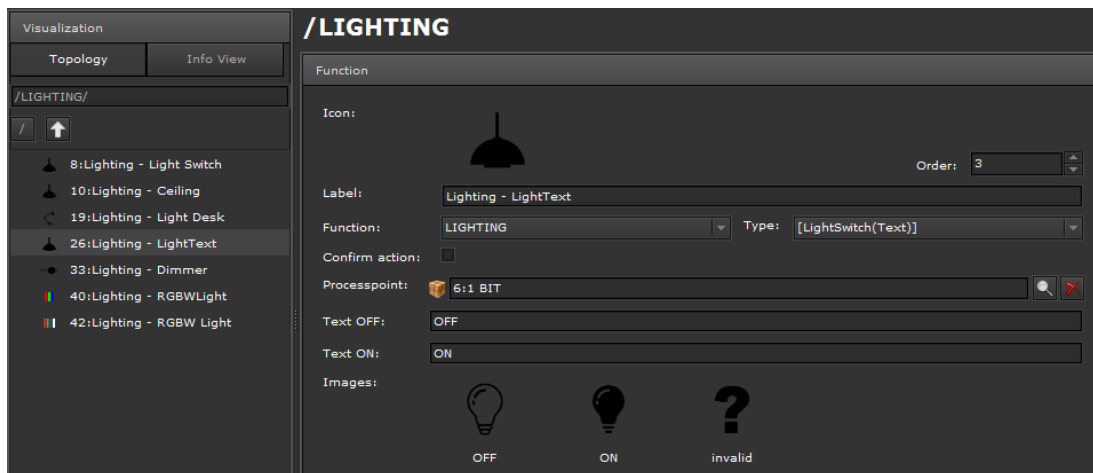 Visualization
Topology
Info View
/LIGHTING/
/
8:Lighting - Light Switch
10:Lighting - Ceiling
19:Lighting - Light Desk
26:Lighting - LightText
33:Lighting - Dimmer
40:Lighting - RGBWLight
42:Lighting - RGBW Light
/LIGHTING
Function
Icon:
Order: 3
Label: Lighting - LightText
Function: LIGHTING Type: [LightSwitch(Text)]
Confirm action:
Processpoint: 6:1 BIT
Text OFF: OFF
Text ON: ON
Images:
OFF ON invalid